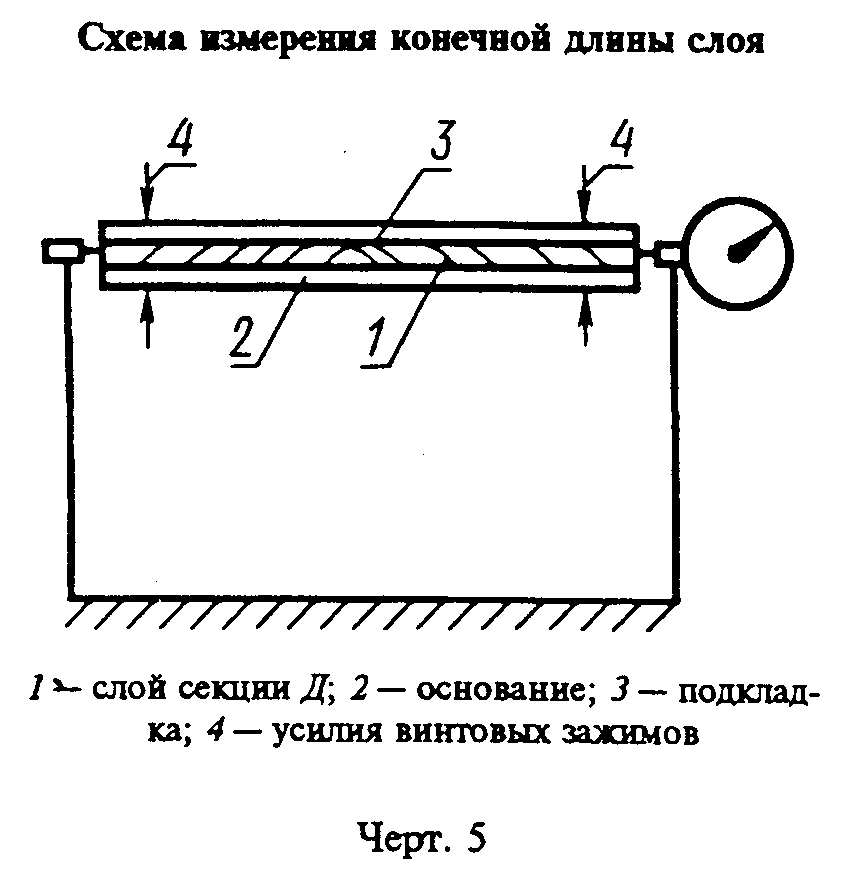 Схема измерения конечной длины слоя
4 3 4
2 1
1 — слой секции Д; 2 — основание; 3 — подклад-
ка; 4 — усилия винтовых зажимов
Черт. 5